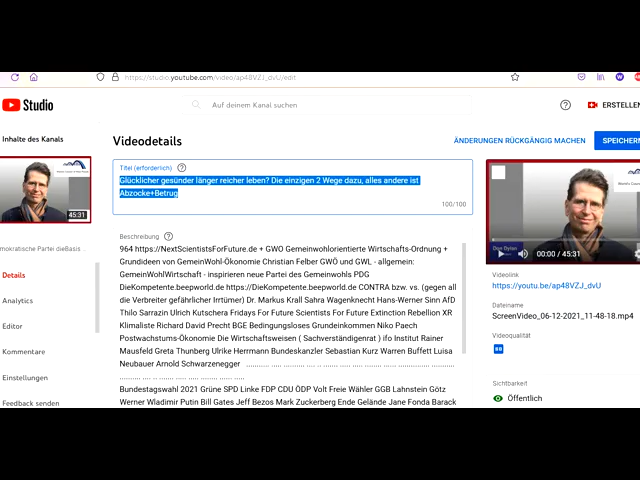 https://studio.youtube.com/video/ap48VZJ_dvU/edit
Studio
Auf deinem Kanal suchen
ERSTELLEN
Inhalte des Kanals
Videodetails
ÄNDERUNGEN RÜCKGÄNGIG MACHEN
SPEICHERN
Titel (erforderlich)
Glücklicher gesünder länger reicher leben? Die einzigen 2 Wege dazu, alles andere ist
Abzocke+Betrug
100/100
45:31
mokratische Partei dieBasis ..
Beschreibung
964 https://NextScientistsForFuture.de + GWO Gemeinwohlorientierte Wirtschafts-Ordnung +
Grundideen von GemeinWohl-Ökonomie Christian Felber GWÖ und GWL - allgemein:
GemeinWohlWirtschaft - inspirieren neue Partei des Gemeinwohls PDG
DieKompetente.beepworld.de https://DieKompetente.beepworld.de CONTRA bzw. vs. (gegen all
die Verbreiter gefährlicher Irrtümer) Dr. Markus Krall Sahra Wagenknecht Hans-Werner Sinn AfD
Thilo Sarrazin Ulrich Kutschera Fridays For Future Scientists For Future Extinction Rebellion XR
Klimaliste Richard David Precht BGE Bedingungsloses Grundeinkommen Niko Paech
Postwachstums-Ökonomie Die Wirtschaftsweisen ( Sachverständigenrat ) ifo Institut Rainer
Mausfeld Greta Thunberg Ulrike Herrmann Bundeskanzler Sebastian Kurz Warren Buffett Luisa
Neubauer Arnold Schwarzenegger
Bundestagswahl 2021 Grüne SPD Linke FDP CDU ÖDP Volt Freie Wähler GGB Lahnstein Götz
Werner Wladimir Putin Bill Gates Jeff Bezos Mark Zuckerberg Ende Gelände Jane Fonda Barack
Details
Analytics
Editor
Kommentare
Einstellungen
Feedback senden
00:00 / 45:31
Videolink
https://youtu.be/ap48VZJ_dvU
Dateiname
ScreenVideo_06-12-2021_11-48-18.mp4
Videoqualität
Sichtbarkeit
Öffentlich